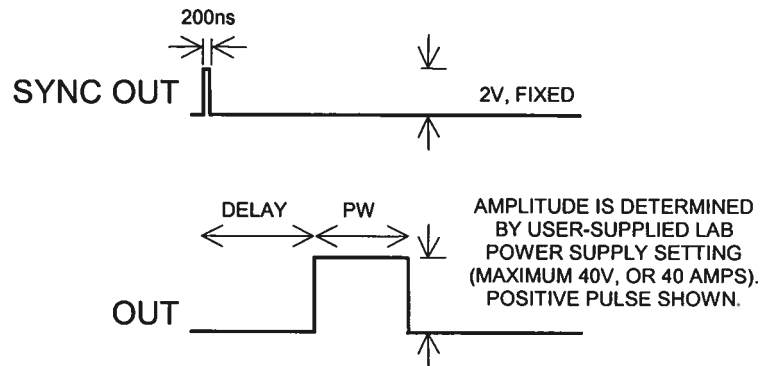 200ns
SYNC OUT
2V, FIXED
DELAY
PW
AMPLITUDE IS DETERMINED
BY USER-SUPPLIED LAB
POWER SUPPLY SETTING
(MAXIMUM 40V, OR 40 AMPS).
POSITIVE PULSE SHOWN.
OUT